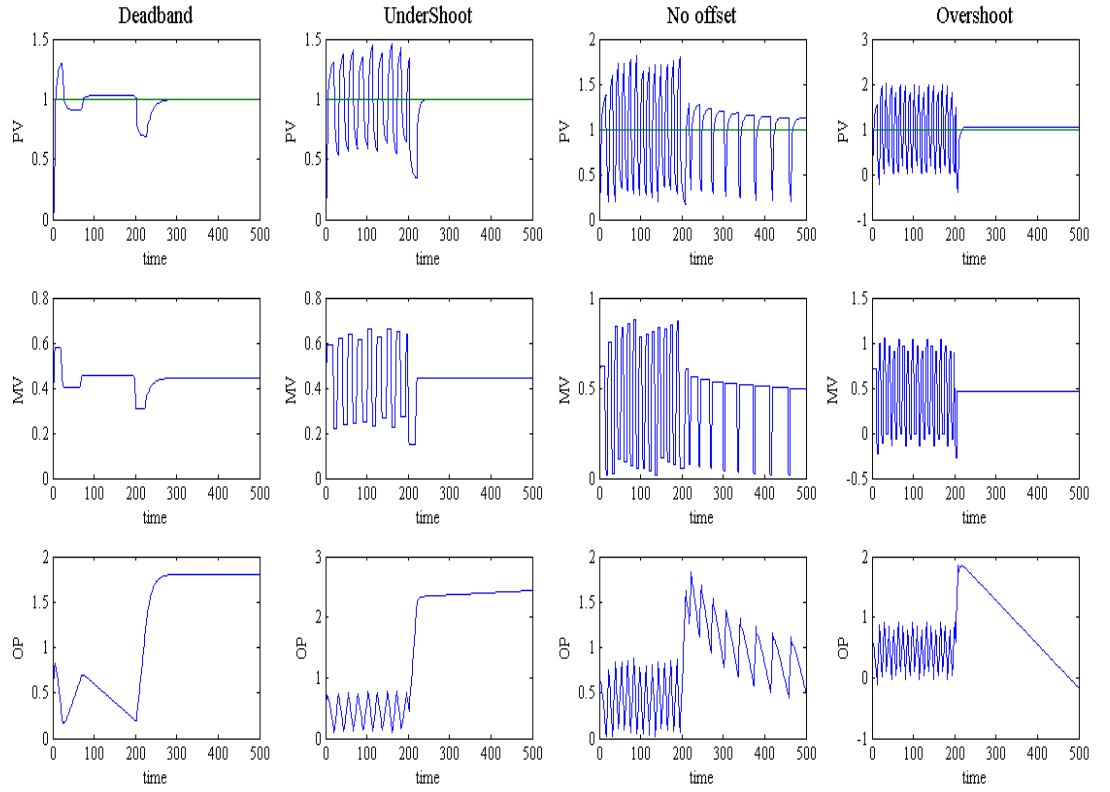 Deadband UnderShoot No offset Overshoot
1.5 1.5 2 3
1 1 1.5 2
PV PV PV PV
1 1
0.5 0.5 0.5 0
0 0 0 -1
0 100 200 300 400 500 0 100 200 300 400 500 0 100 200 300 400 500 0 100 200 300 400 500
time time time time
0.8 0.8 1 1.5
0.6 0.6 1
MV MV MV MV
0.4 0.4 0.5 0.5
0.2 0.2 0
0 0 0 -0.5
0 100 200 300 400 500 0 100 200 300 400 500 0 100 200 300 400 500 0 100 200 300 400 500
time time time time
2 3 2 2
1.5 2 1.5 1
OP OP OP OP
1 1
0.5 1 0.5 0
0 0 0 -1
0 100 200 300 400 500 0 100 200 300 400 500 0 100 200 300 400 500 0 100 200 300 400 500
time time time time